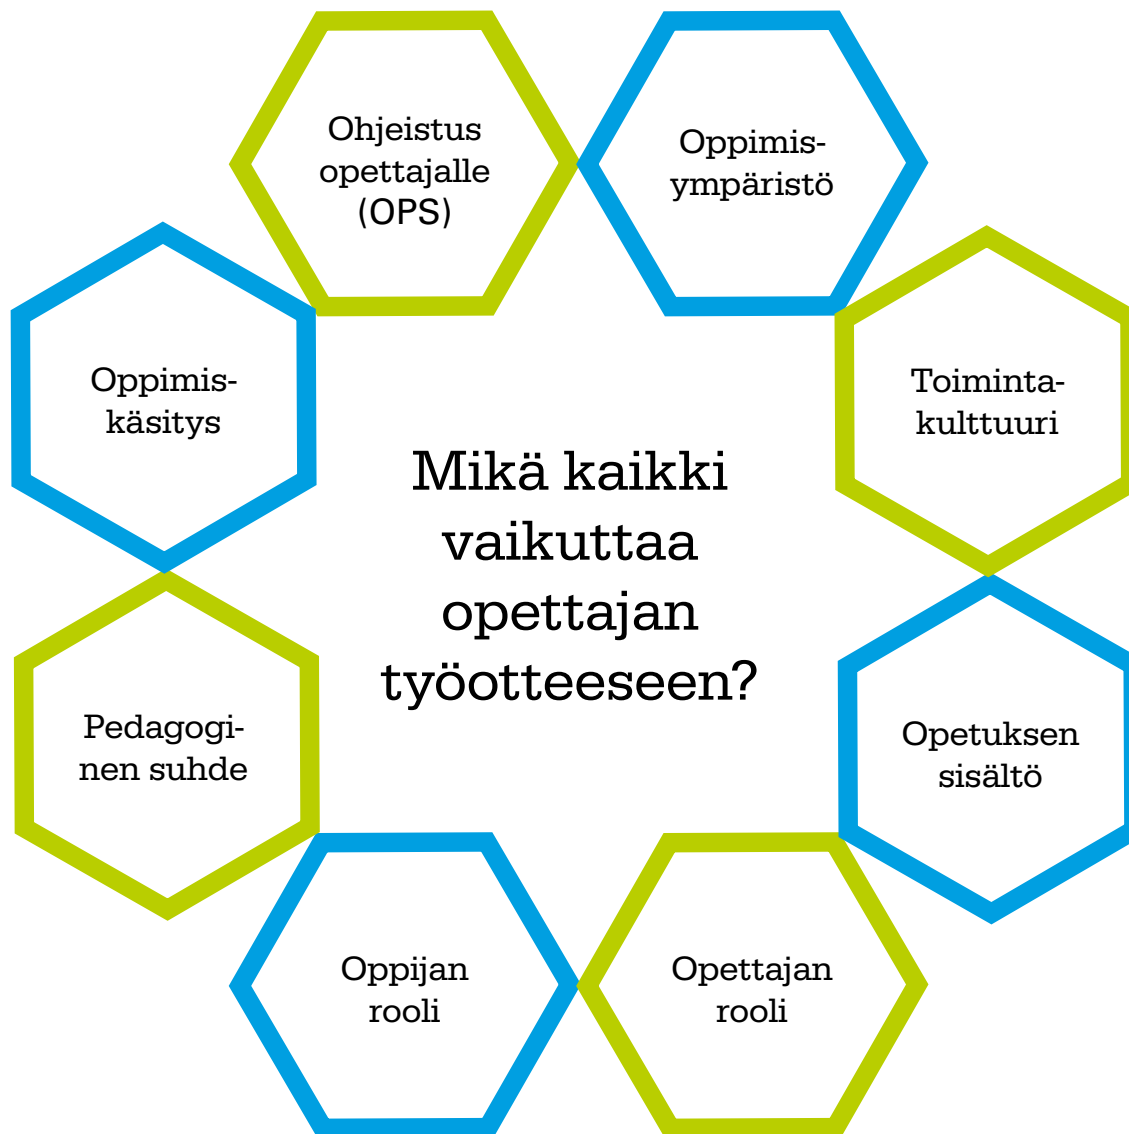 Ohjeistus
opettajalle
(OPS)
Oppimis-
ympäristö
Oppimis-
käsitys
Toiminta-
kulttuuri
Mikä kaikki
vaikuttaa
opettajan
työotteeseen?
Pedagogi-
nen suhde
Opetuksen
sisältö
Oppijan
rooli
Opettajan
rooli